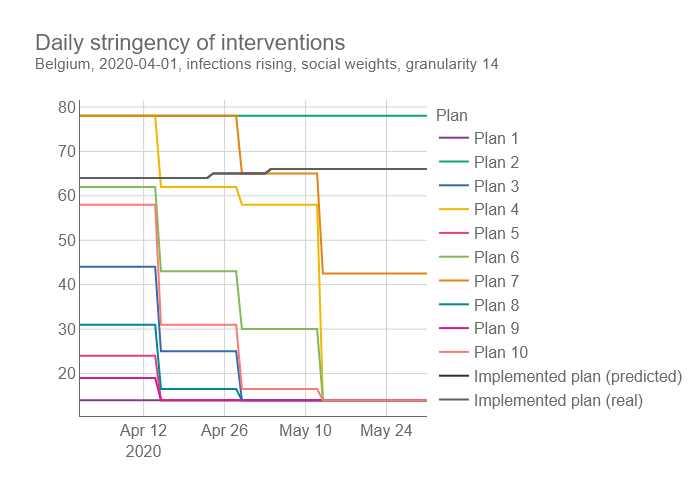 Daily stringency of interventions
Belgium, 2020-04-01, infections rising, social weights, granularity 14
80
70
60
50
40
30
20
Apr 12
2020
Apr 26
May 10
May 24
Plan
Plan 1
Plan 2
Plan 3
Plan 4
Plan 5
Plan 6
Plan 7
Plan 8
Plan 9
Plan 10
Implemented plan (predicted)
Implemented plan (real)